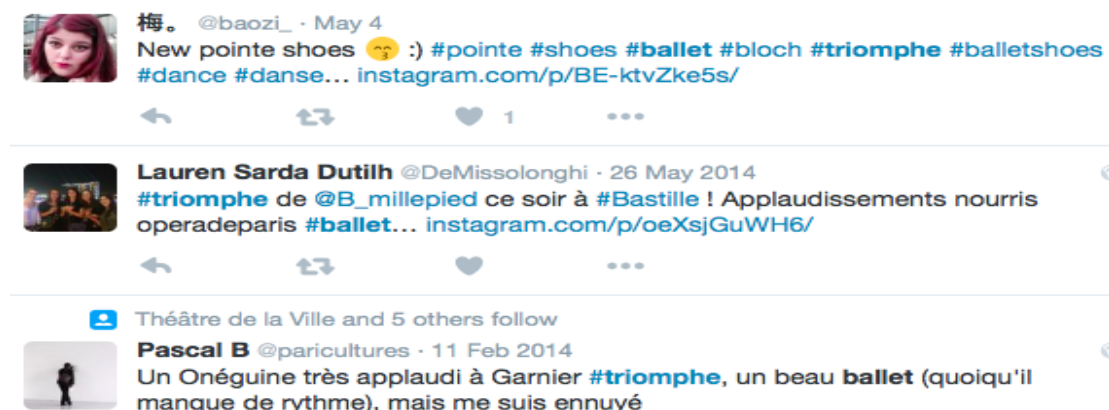 梅。 @baozi_ · May 4
New pointe shoes 😙 :) #pointe #shoes #ballet #bloch #triomphe #balletshoes
#dance #danse... instagram.com/p/BE-ktvZke5s/
1
Lauren Sarda Dutilh @DeMissolonghi · 26 May 2014
#triomphe de @B_millepied ce soir à #Bastille ! Applaudissements nourris
operadeparis #ballet... instagram.com/p/oeXsjGuWH6/
Théâtre de la Ville and 5 others follow
Pascal B @paricultures · 11 Feb 2014
Un Onéguine très applaudi à Garnier #triomphe, un beau ballet (quoiqu'il
manque de rythme), mais me suis ennuyé